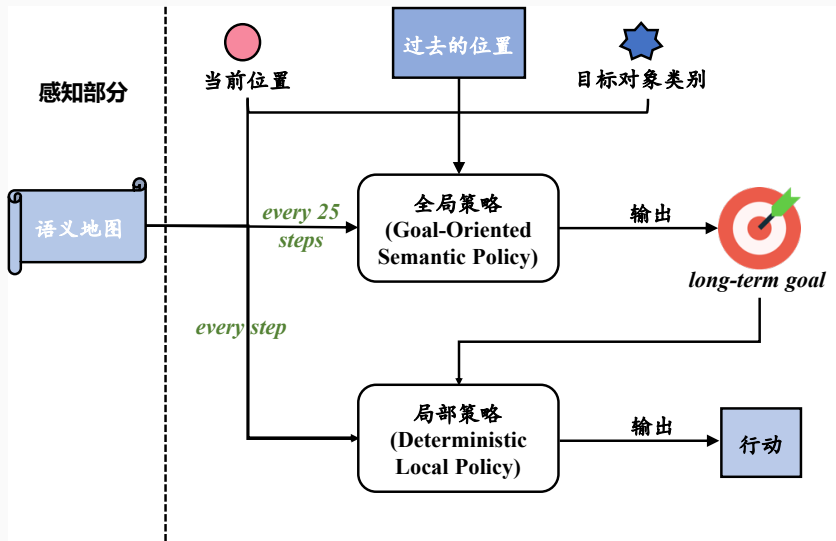 过去的位置
当前位置
目标对象类别
感知部分
语义地图
every 25
steps
全局策略
(Goal-Oriented
Semantic Policy)
输出
long-term goal
every step
局部策略
(Deterministic
Local Policy)
输出
行动